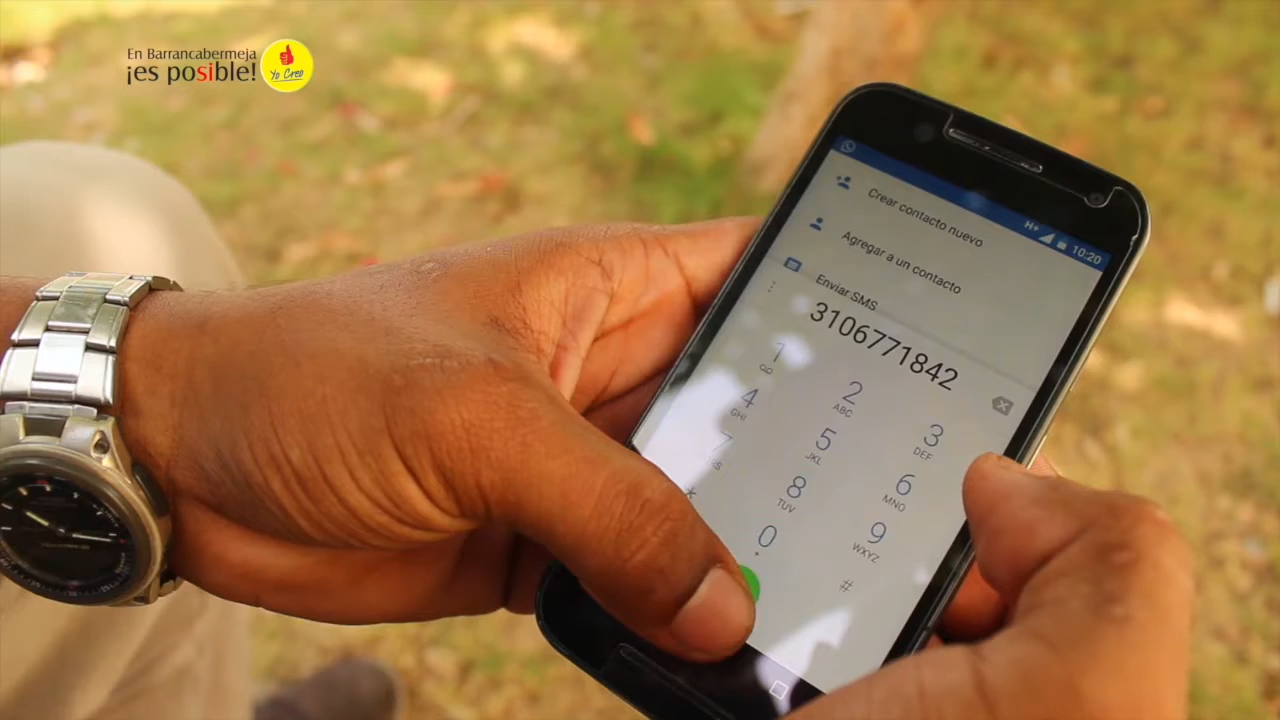 En Barrancabermeja
¡es posible!
Yo Creo
10:20
H+
Crear contacto nuevo
Agregar a un contacto
Enviar SMS
3106771842
1
2
ABC
3
DEF
4
GHI
5
JKL
6
MNO
7
8
TUV
9
WXYZ
*
0
+
#